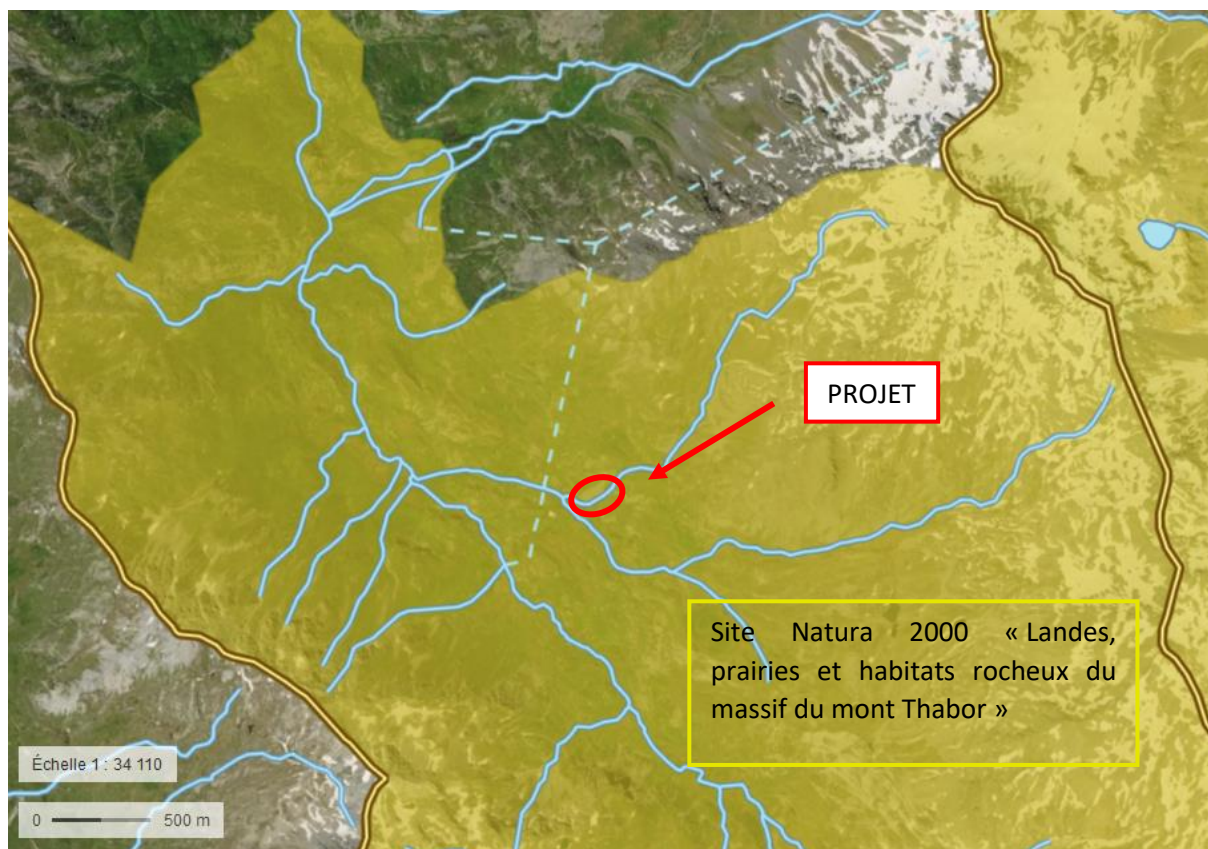 PROJET
Site Natura 2000 « Landes,
prairies et habitats rocheux du
massif du mont Thabor »
Échelle 1 : 34 110
0 500 m